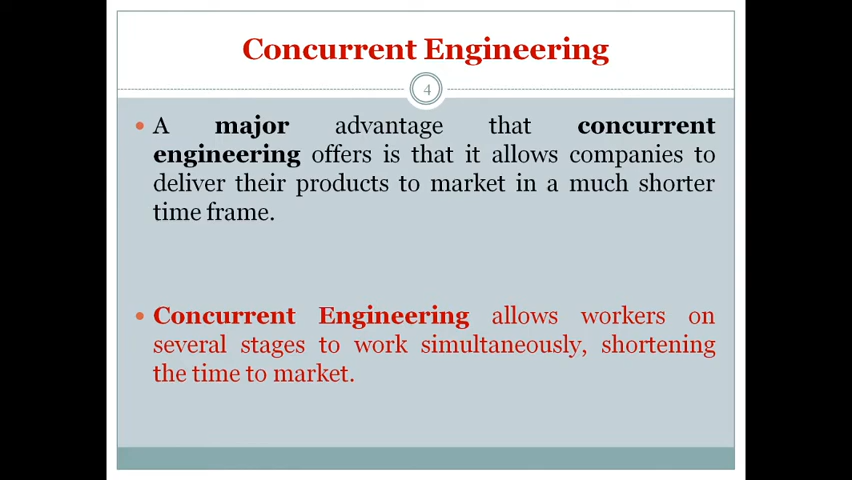 Concurrent Engineering
4
• A major advantage that concurrent
engineering offers is that it allows companies to
deliver their products to market in a much shorter
time frame.
• Concurrent Engineering allows workers on
several stages to work simultaneously, shortening
the time to market.